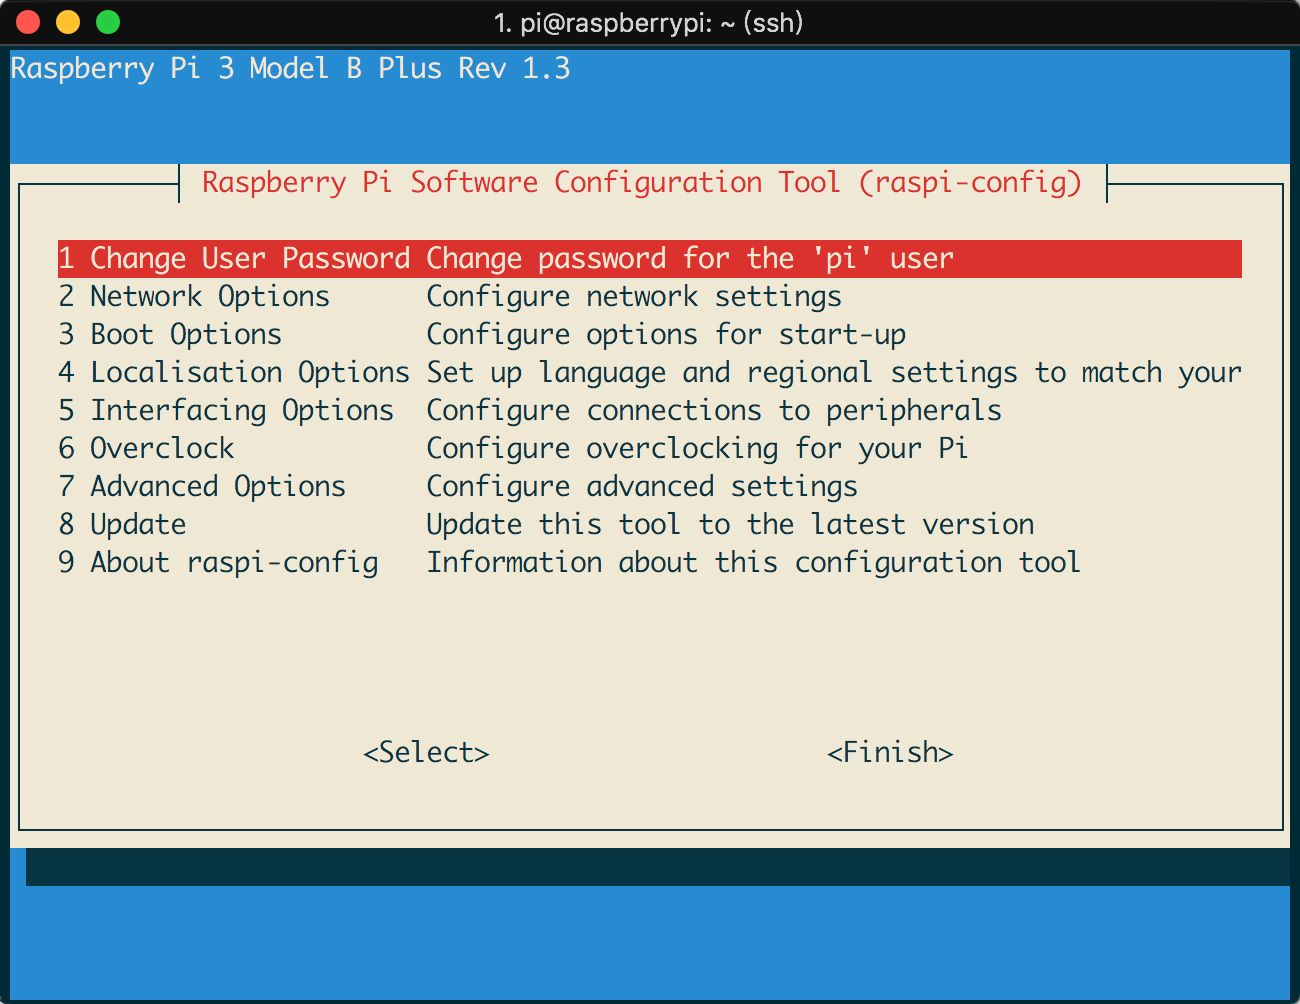 1. pi@raspberrypi: ~ (ssh)
Raspberry Pi 3 Model B Plus Rev 1.3
Raspberry Pi Software Configuration Tool (raspi-config)
1 Change User Password Change password for the 'pi' user
2 Network Options Configure network settings
3 Boot Options Configure options for start-up
4 Localisation Options Set up language and regional settings to match your
5 Interfacing Options Configure connections to peripherals
6 Overclock Configure overclocking for your Pi
7 Advanced Options Configure advanced settings
8 Update Update this tool to the latest version
9 About raspi-config Information about this configuration tool
<Select> <Finish>